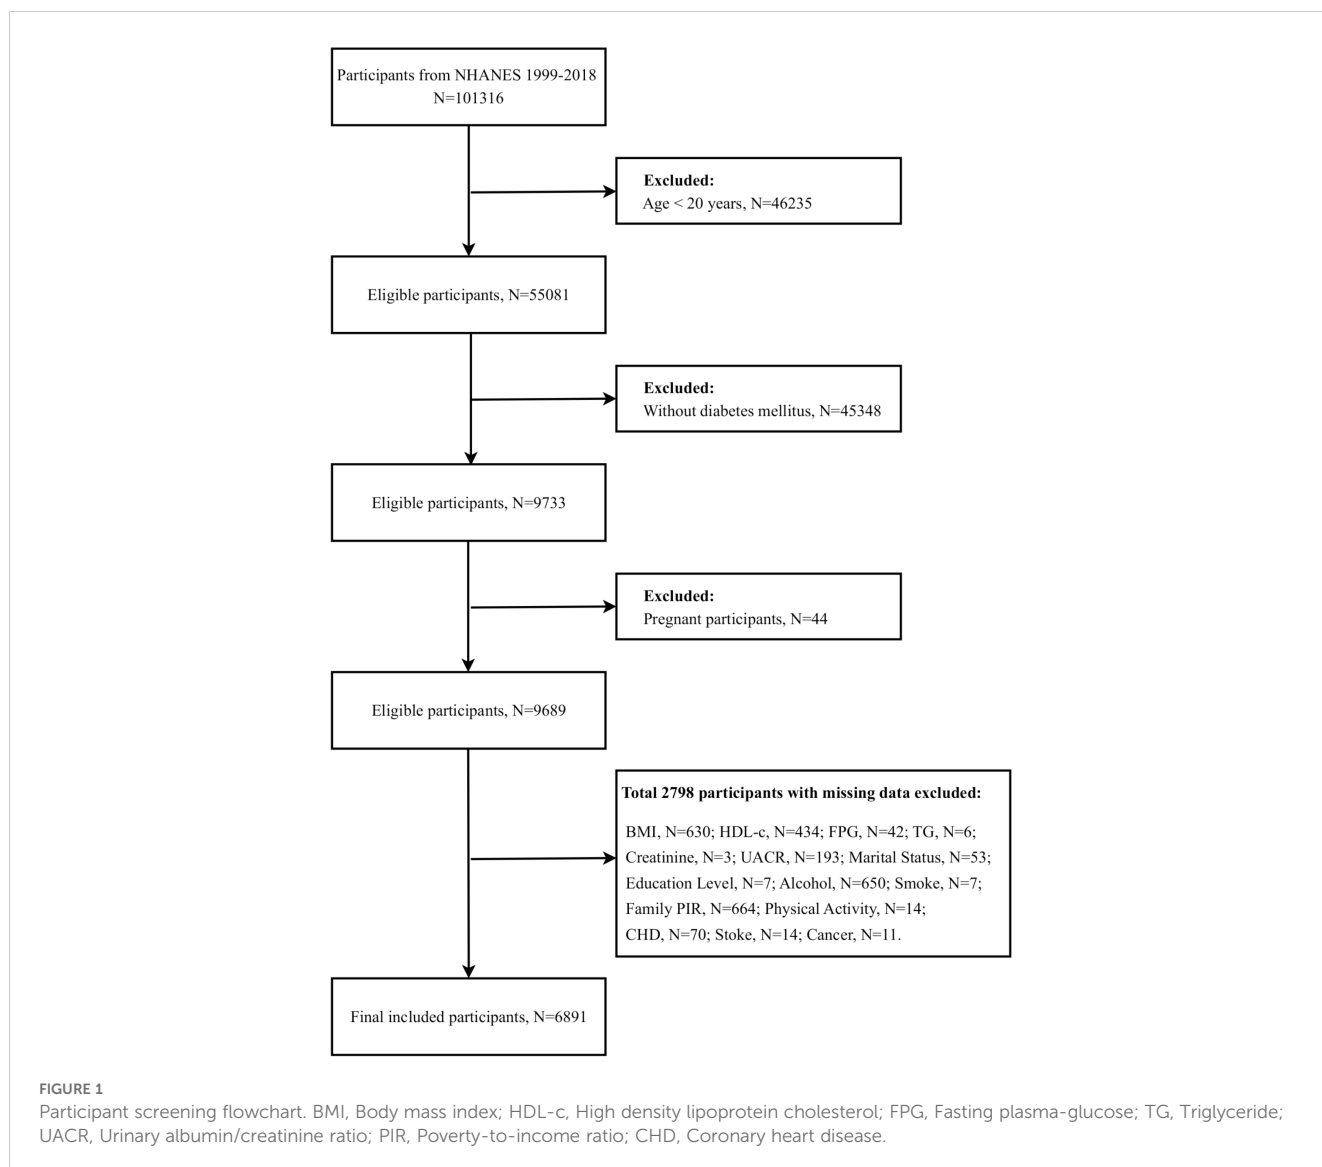 Participants from NHANES 1999-2018
N=101316
Excluded:
Age < 20 years, N=46235
Eligible participants, N=55081
Excluded:
Without diabetes mellitus, N=45348
Eligible participants, N=9733
Excluded:
Pregnant participants, N=44
Eligible participants, N=9689
Total 2798 participants with missing data excluded:
BMI, N=630; HDL-c, N=434; FPG, N=42; TG, N=6;
Creatinine, N=3; UACR, N=193; Marital Status, N=53;
Education Level, N=7; Alcohol, N=650; Smoke, N=7;
Family PIR, N=664; Physical Activity, N=14;
CHD, N=70; Stoke, N=14; Cancer, N=11.
Final included participants, N=6891
FIGURE 1
Participant screening flowchart. BMI, Body mass index; HDL-c, High density lipoprotein cholesterol; FPG, Fasting plasma-glucose; TG, Triglyceride;
UACR, Urinary albumin/creatinine ratio; PIR, Poverty-to-income ratio; CHD, Coronary heart disease.